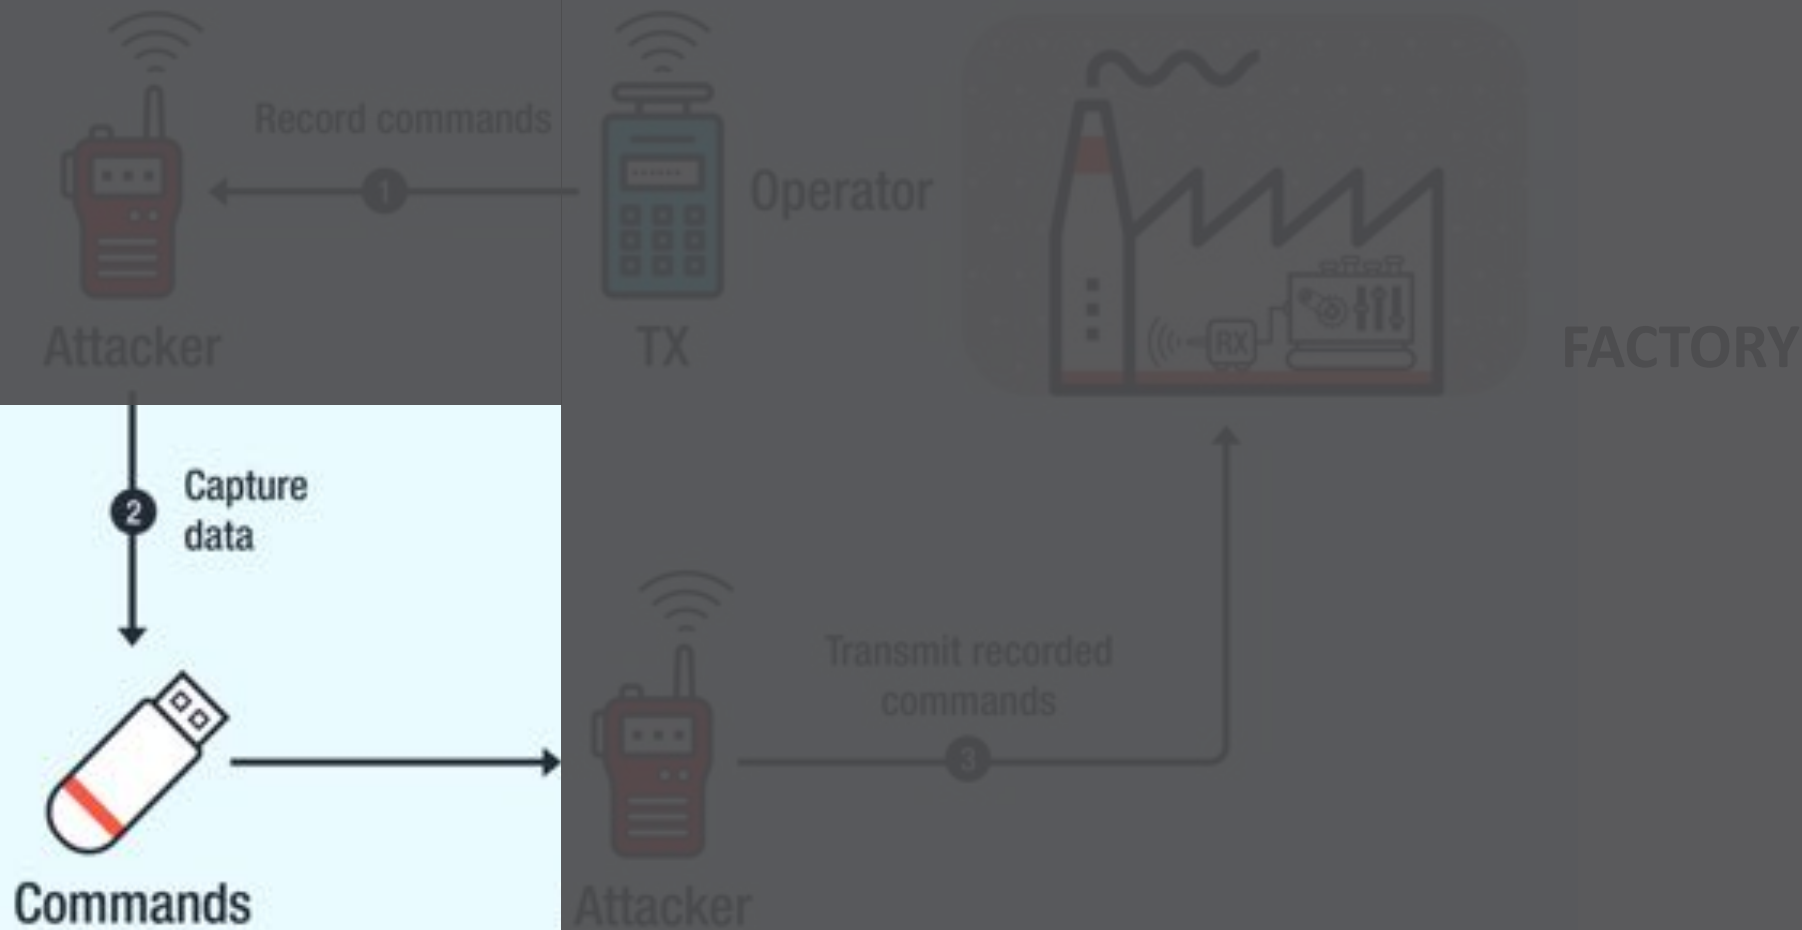 Record commands
1
Operator
RX
Attacker
TX
FACTORY
2
Capture
data
Transmit recorded
commands
3
Commands
Attacker